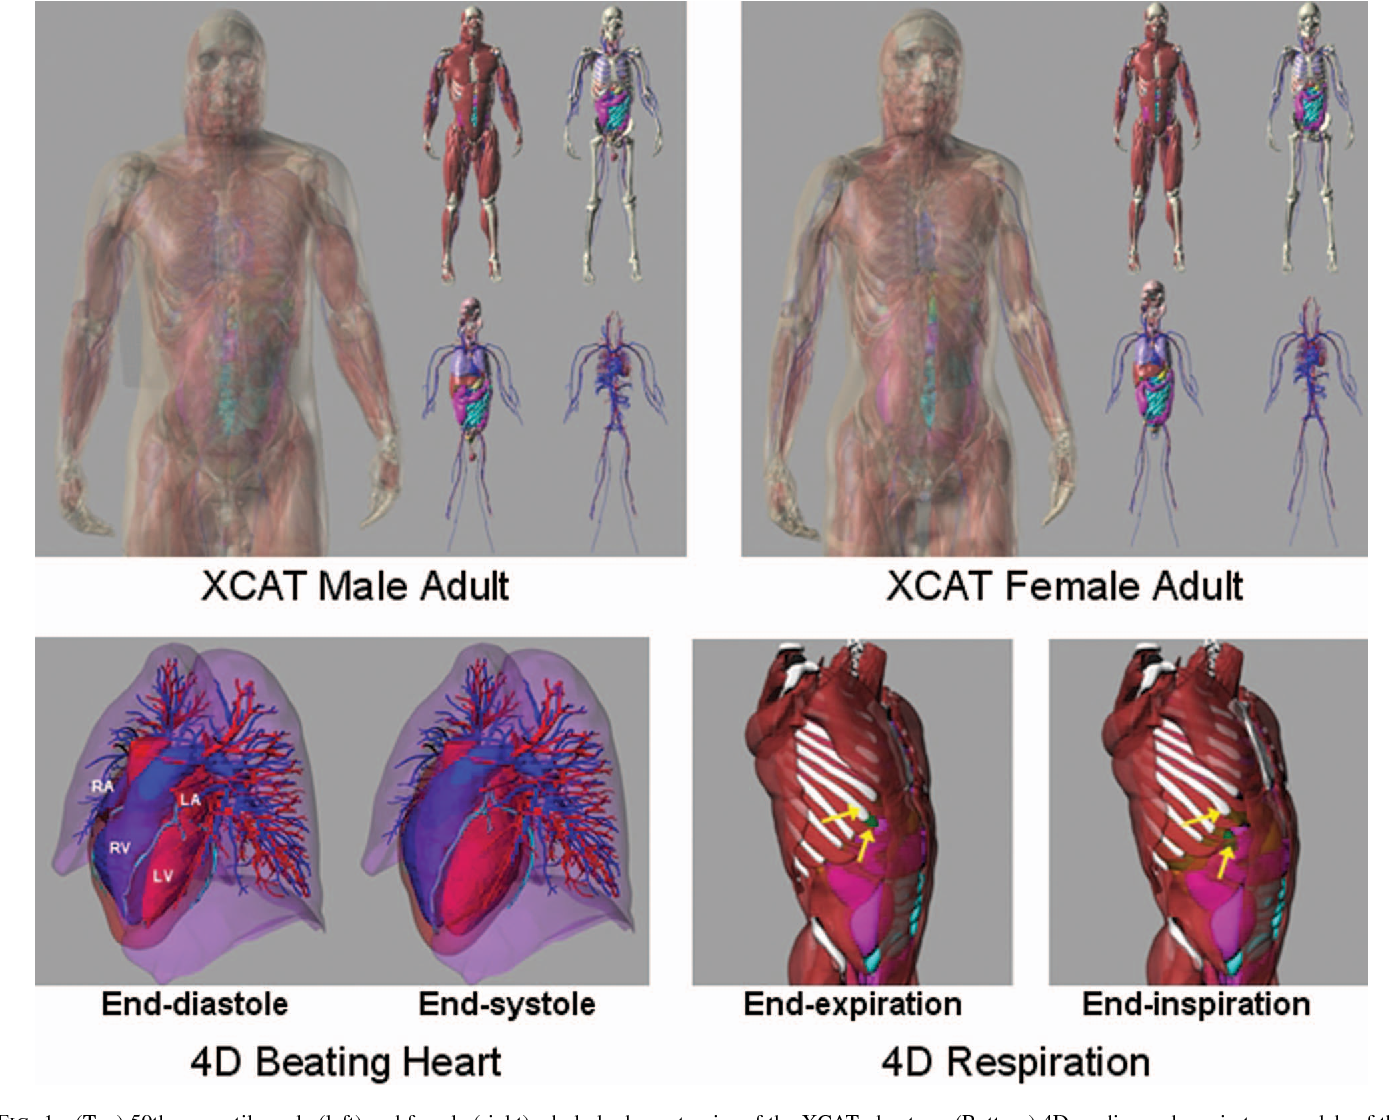 XCAT Male Adult
XCAT Female Adult
RA
LA
RV
LV
End-diastole
End-systole
End-expiration
End-inspiration
4D Beating Heart
4D Respiration